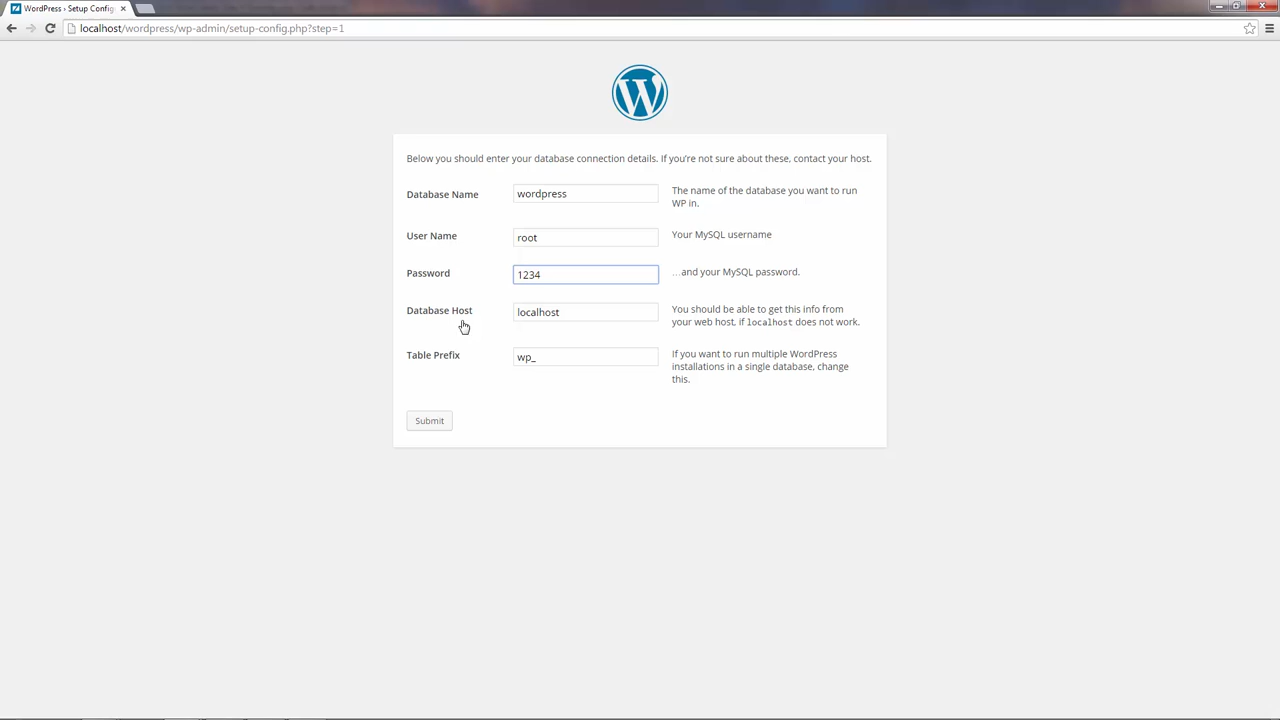 WordPress › Setup Config
localhost/wordpress/wp-admin/setup-config.php?step=1
Below you should enter your database connection details. If you're not sure about these, contact your host.
Database Name
wordpress
The name of the database you want to run
WP in.
User Name
root
Your MySQL username
Password
1234
…and your MySQL password.
Database Host
localhost
You should be able to get this info from
your web host, if localhost does not work.
Table Prefix
wp_
If you want to run multiple WordPress
installations in a single database, change
this.
Submit